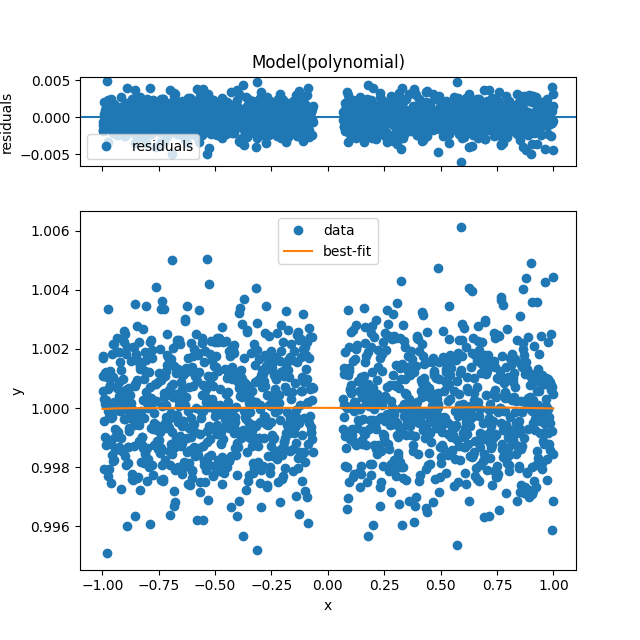 Model(polynomial)
0.005
0.000
−0.005
residuals
residuals
data
best-fit
1.006
1.004
1.002
1.000
0.998
0.996
y
−1.00 −0.75 −0.50 −0.25 0.00 0.25 0.50 0.75 1.00
x